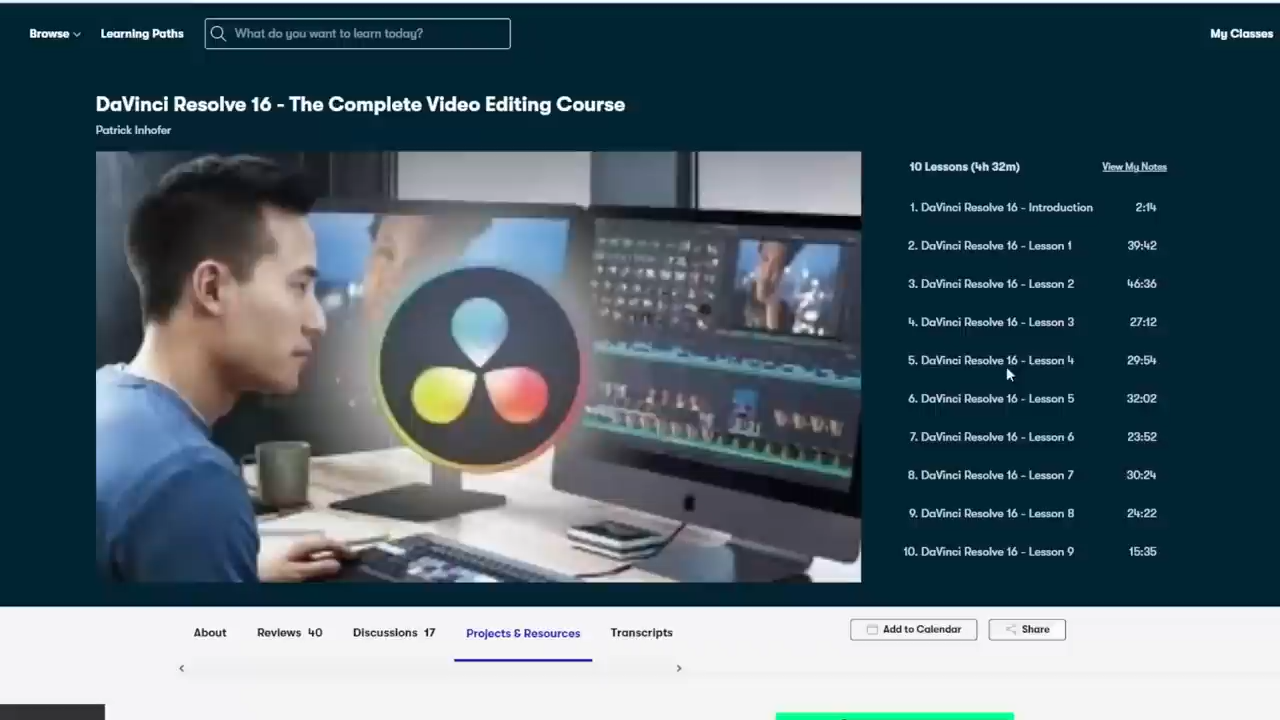 Browse
Learning Paths
What do you want to learn today?
My Classes
DaVinci Resolve 16 - The Complete Video Editing Course
Patrick Inhofer
10 Lessons (4h 32m)
View My Notes
1. DaVinci Resolve 16 - Introduction 2:14
2. DaVinci Resolve 16 - Lesson 1 39:42
3. DaVinci Resolve 16 - Lesson 2 46:36
4. DaVinci Resolve 16 - Lesson 3 27:12
5. DaVinci Resolve 16 - Lesson 4 29:54
6. DaVinci Resolve 16 - Lesson 5 32:02
7. DaVinci Resolve 16 - Lesson 6 23:52
8. DaVinci Resolve 16 - Lesson 7 30:24
9. DaVinci Resolve 16 - Lesson 8 24:22
10. DaVinci Resolve 16 - Lesson 9 15:35
About
Reviews 40
Discussions 17
Projects & Resources
Transcripts
Add to Calendar
Share